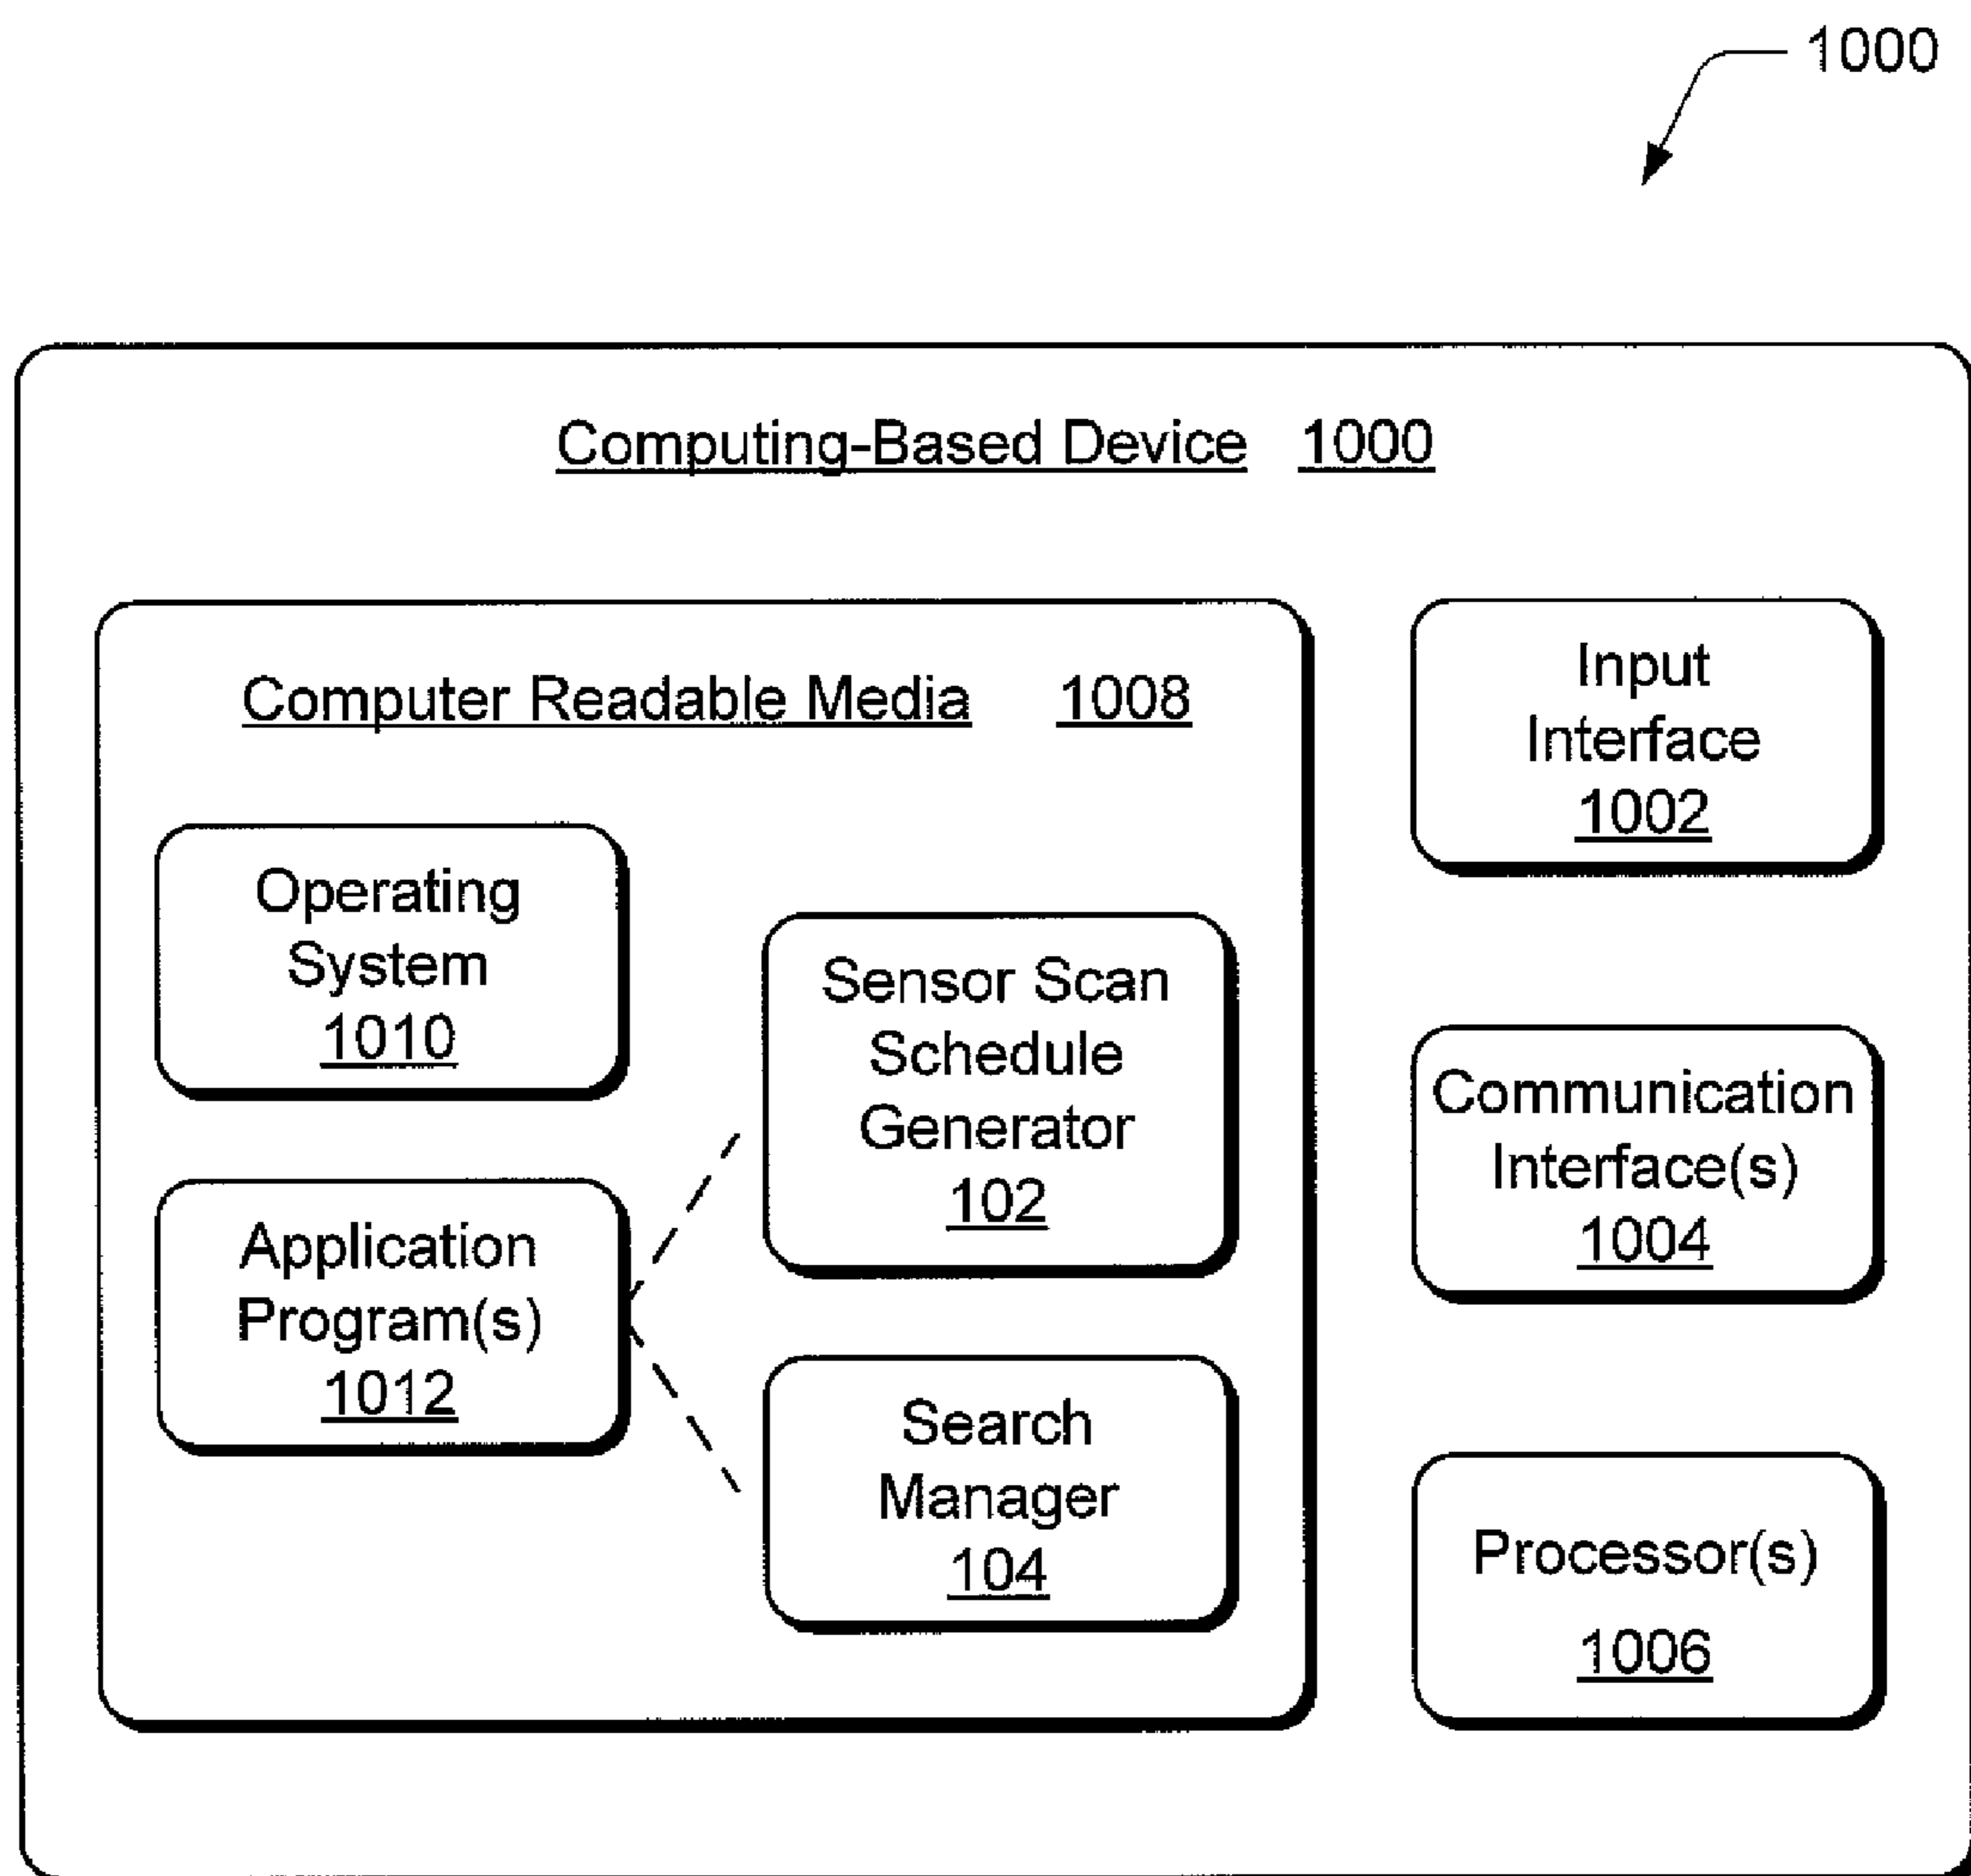 1000
Computing-Based Device 1000
Computer Readable Media 1008
Operating
System
1010
Application
Program(s)
1012
Sensor Scan
Schedule
Generator
102
Search
Manager
104
Input
Interface
1002
Communication
Interface(s)
1004
Processor(s)
1006